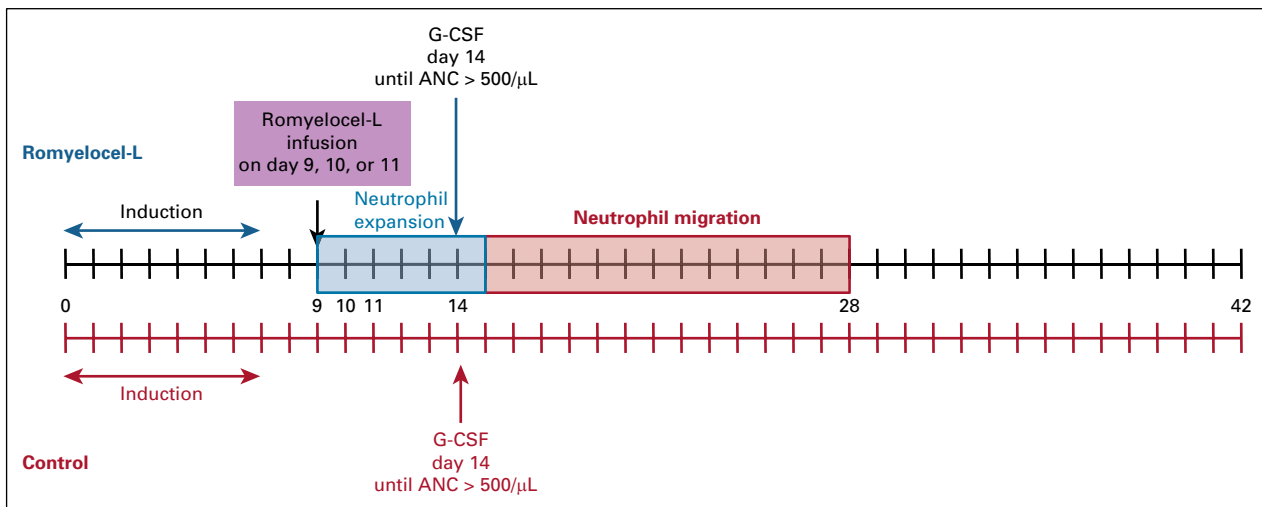 G-CSF
day 14
until ANC > 500/μL
Romyelocel-L
infusion
on day 9, 10, or 11
Romyelocel-L
Induction
Neutrophil
expansion
Neutrophil migration
0 9 10 11 14 28 42
Induction
G-CSF
day 14
until ANC > 500/μL
Control